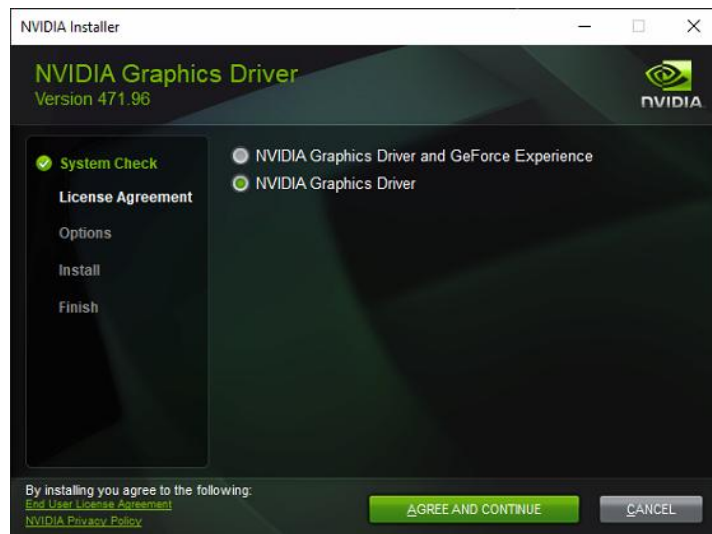 NVIDIA Installer
NVIDIA Graphics Driver
Version 471.96
NVIDIA
System Check
License Agreement
Options
Install
Finish
NVIDIA Graphics Driver and GeForce Experience
NVIDIA Graphics Driver
By installing you agree to the following:
End User License Agreement
NVIDIA Privacy Policy
AGREE AND CONTINUE
CANCEL